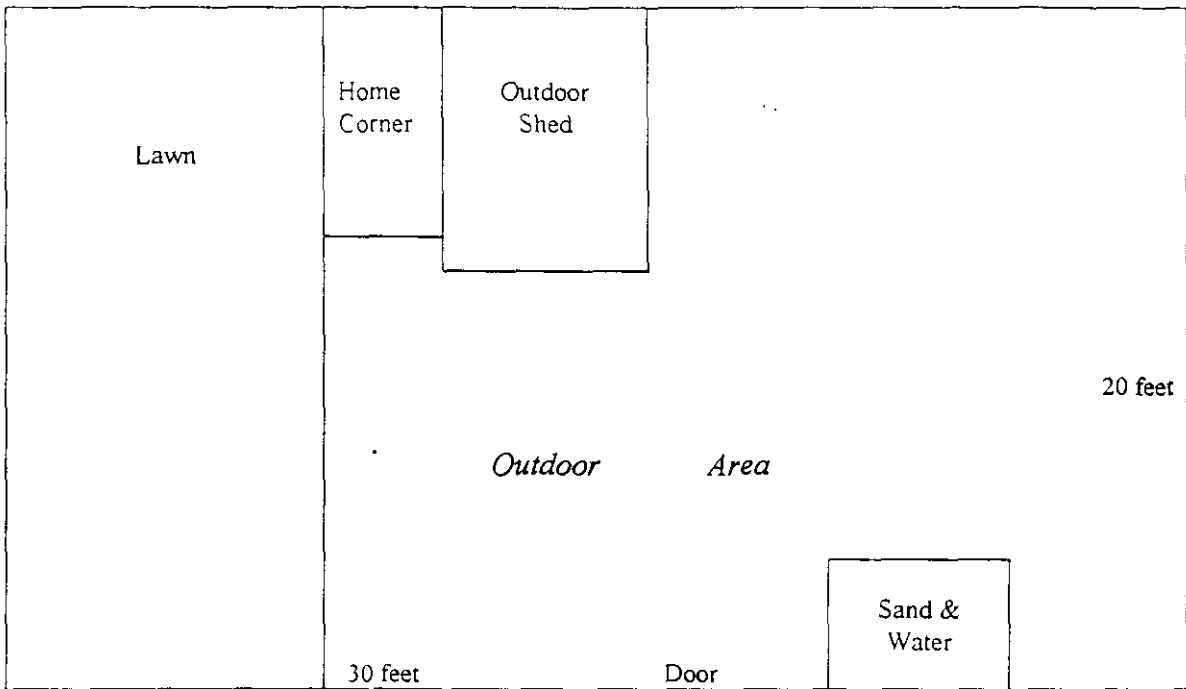 Home
Corner
Outdoor
Shed
Lawn
20 feet
Outdoor Area
Sand &
Water
30 feet
Door